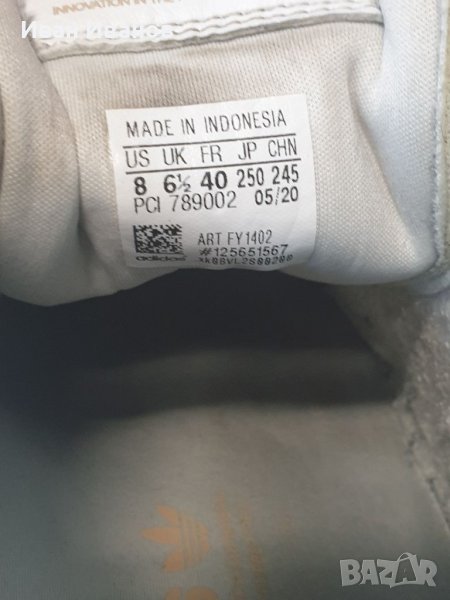 INNOVATION IN THE
MADE IN INDONESIA
US UK FR JP CHN
8 6½ 40 250 245
PCI 789002 05/20
ART FY1402
adidas #125651567
BAZAR